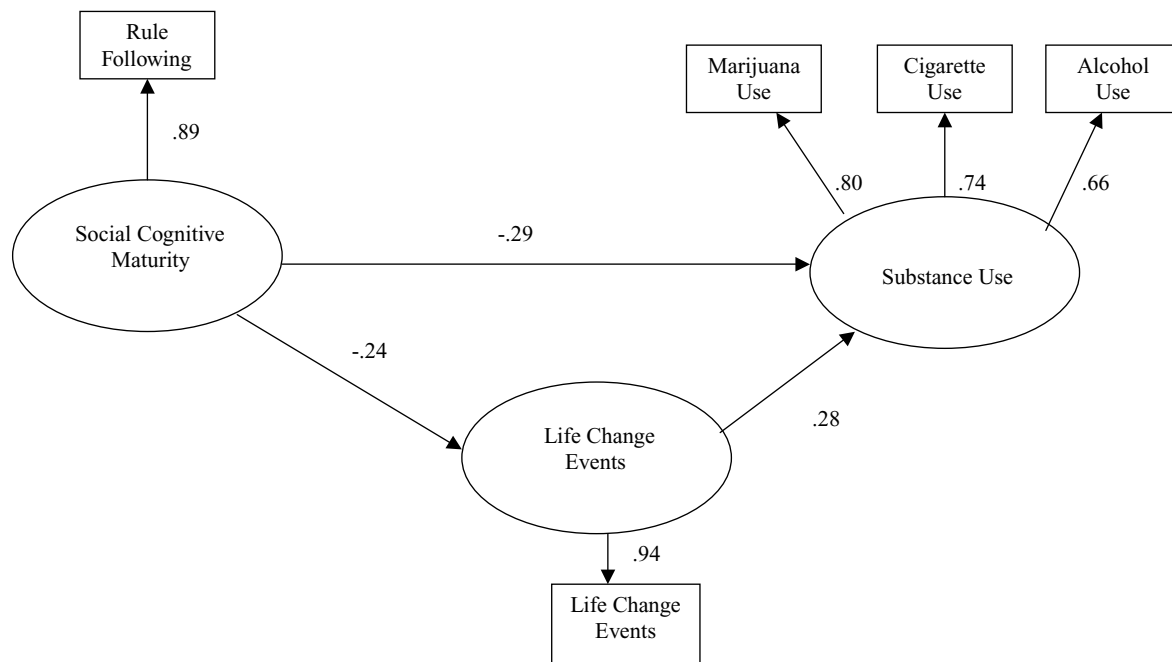 Rule
Following
Marijuana
Use
Cigarette
Use
Alcohol
Use
.89
.80
.74
.66
Social Cognitive
Maturity
-.29
Substance Use
-.24
.28
Life Change
Events
.94
Life Change
Events